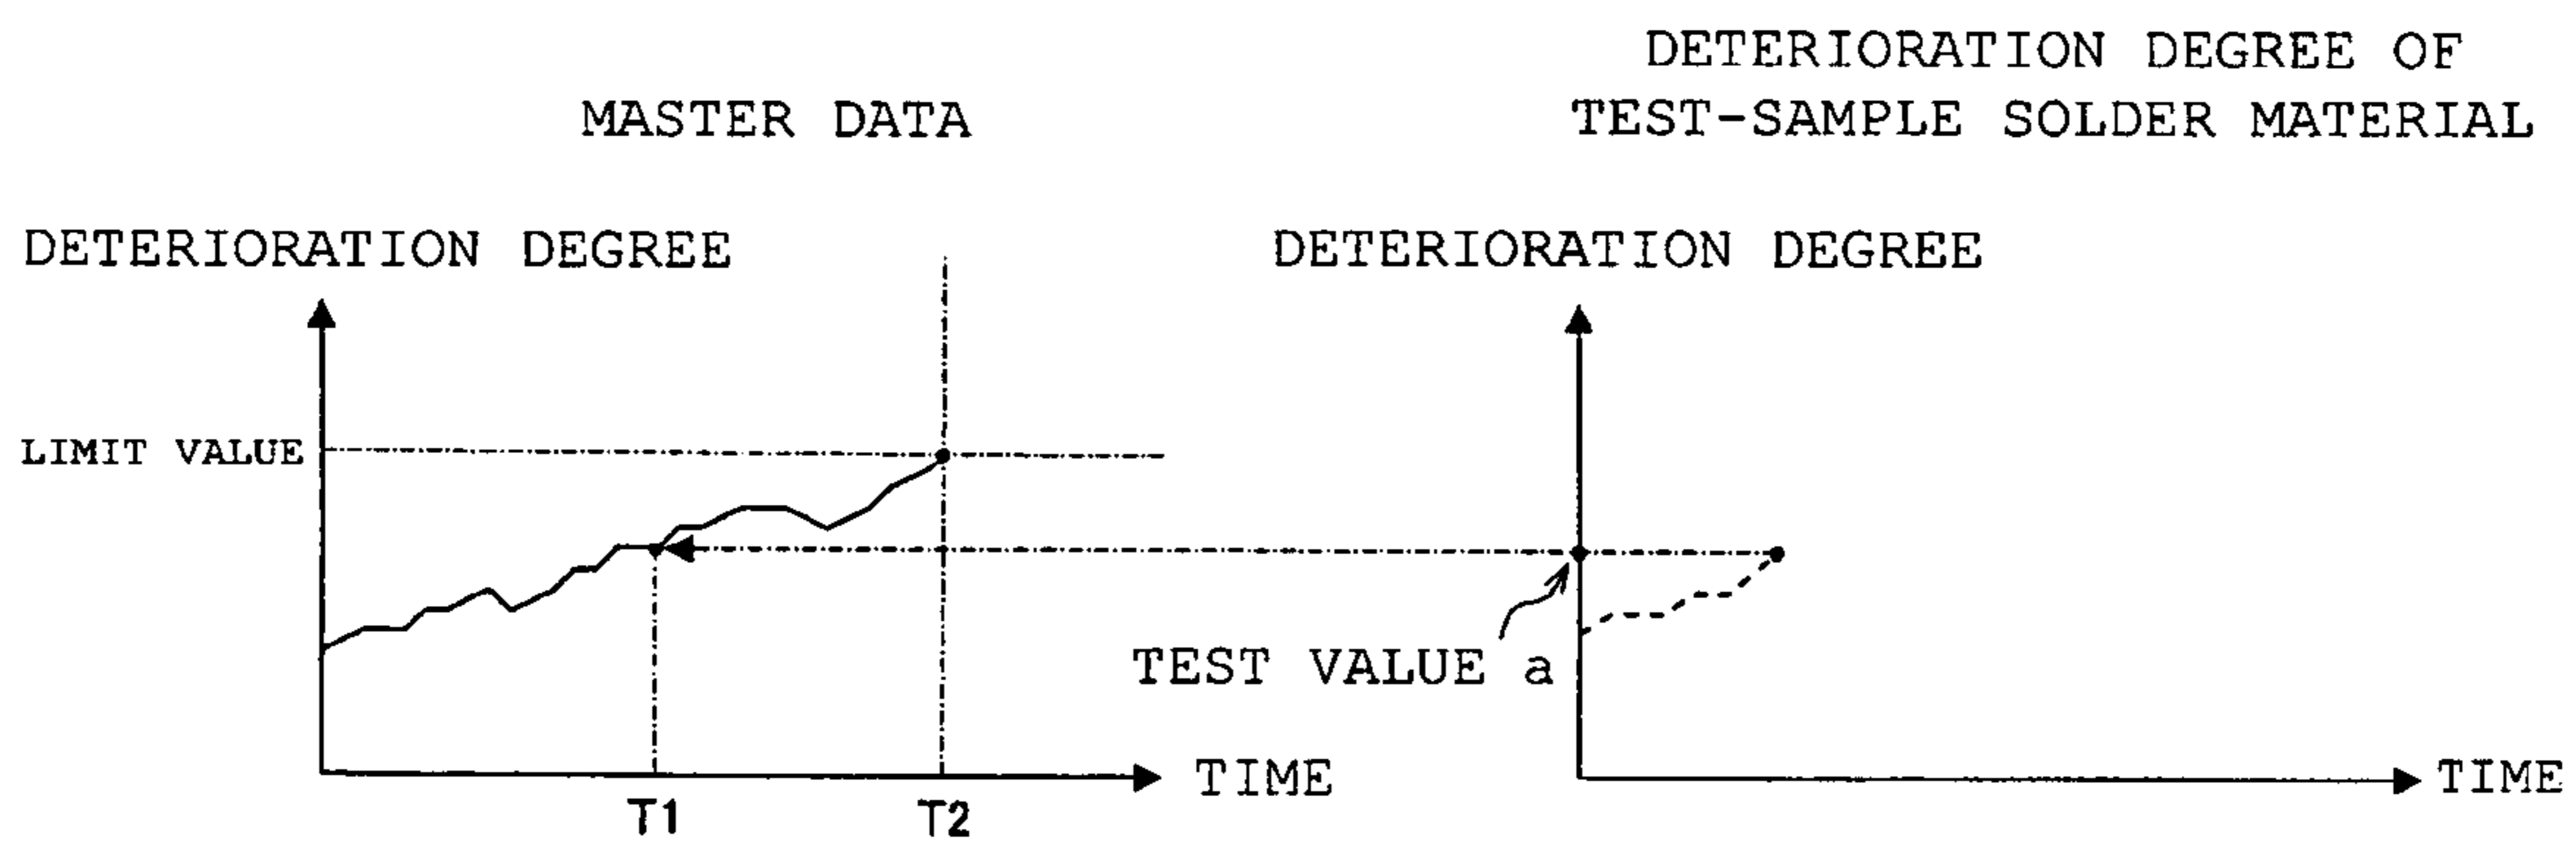 MASTER DATA
DETERIORATION DEGREE OF
TEST-SAMPLE SOLDER MATERIAL
DETERIORATION DEGREE
LIMIT VALUE
T1
T2
TIME
DETERIORATION DEGREE
TEST VALUE a
TIME